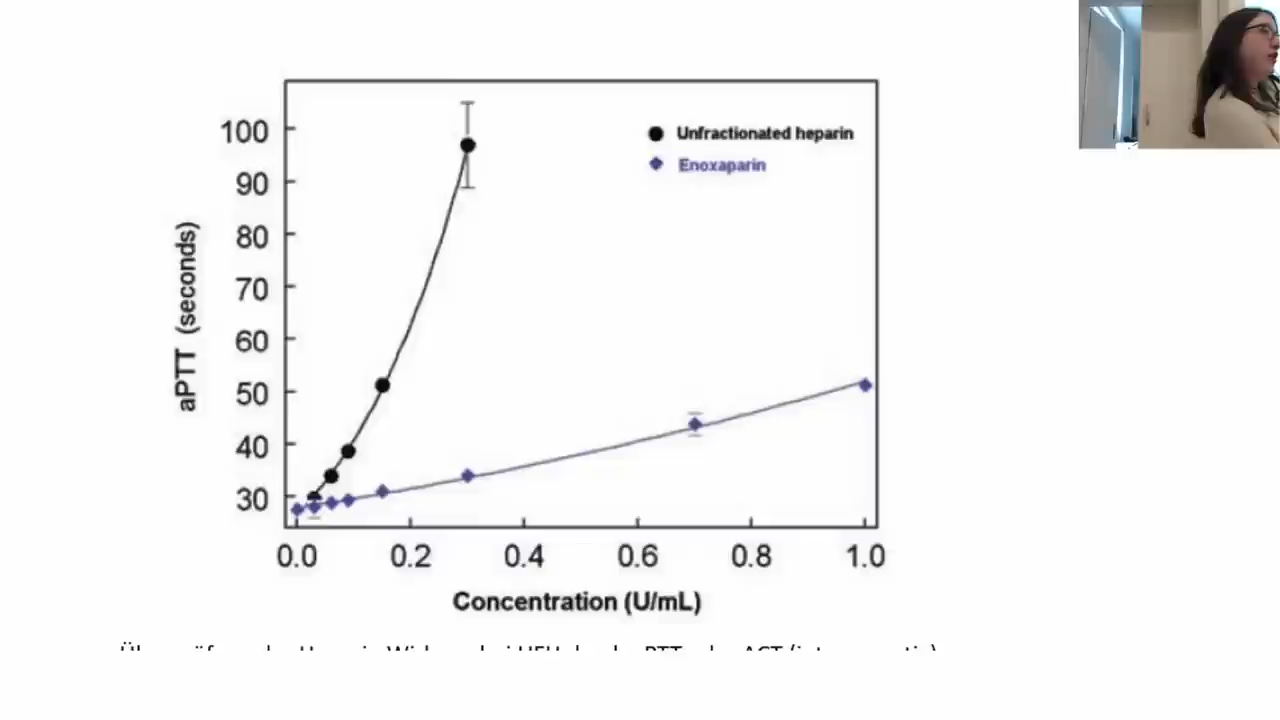 Unfractionated heparin
Enoxaparin
100
90
80
70
60
50
40
30
aPTT (seconds)
0.0 0.2 0.4 0.6 0.8 1.0
Concentration (U/mL)